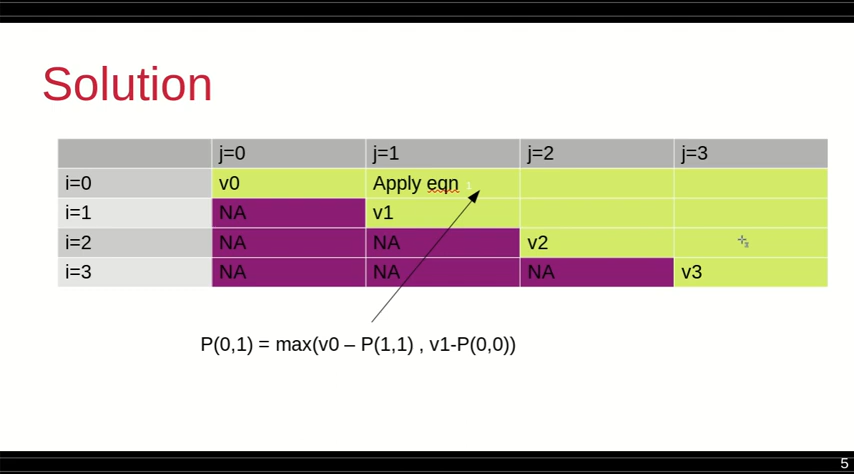 Solution
j=0 j=1 j=2 j=3
i=0 v0 Apply eqn 1
i=1 NA v1
i=2 NA NA v2
i=3 NA NA NA v3
P(0,1) = max(v0 – P(1,1) , v1-P(0,0))
5